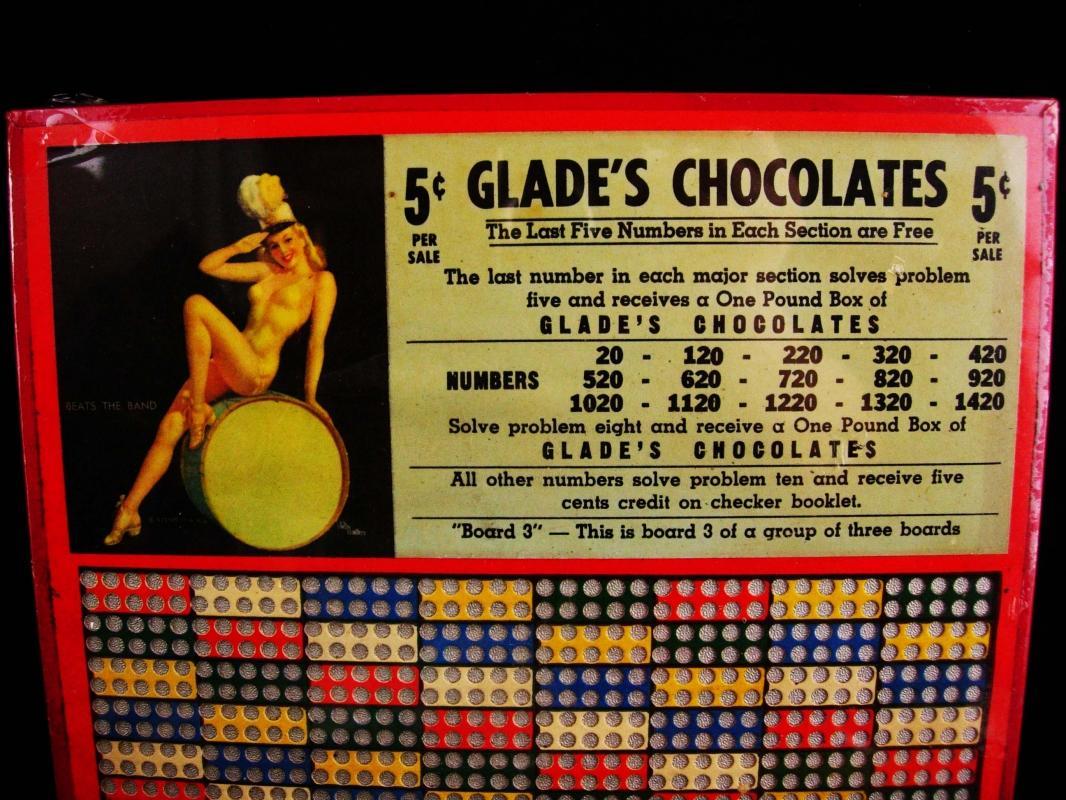 5¢ GLADE'S CHOCOLATES 5¢
PER SALE
PER SALE
The Last Five Numbers in Each Section are Free
The last number in each major section solves problem
five and receives a One Pound Box of
GLADE'S CHOCOLATES
20 - 120 - 220 - 320 - 420
NUMBERS 520 - 620 - 720 - 820 - 920
1020 - 1120 - 1220 - 1320 - 1420
Solve problem eight and receive a One Pound Box of
GLADE'S CHOCOLATES
All other numbers solve problem ten and receive five
cents credit on checker booklet.
"Board 3" — This is board 3 of a group of three boards
BEATS THE BAND